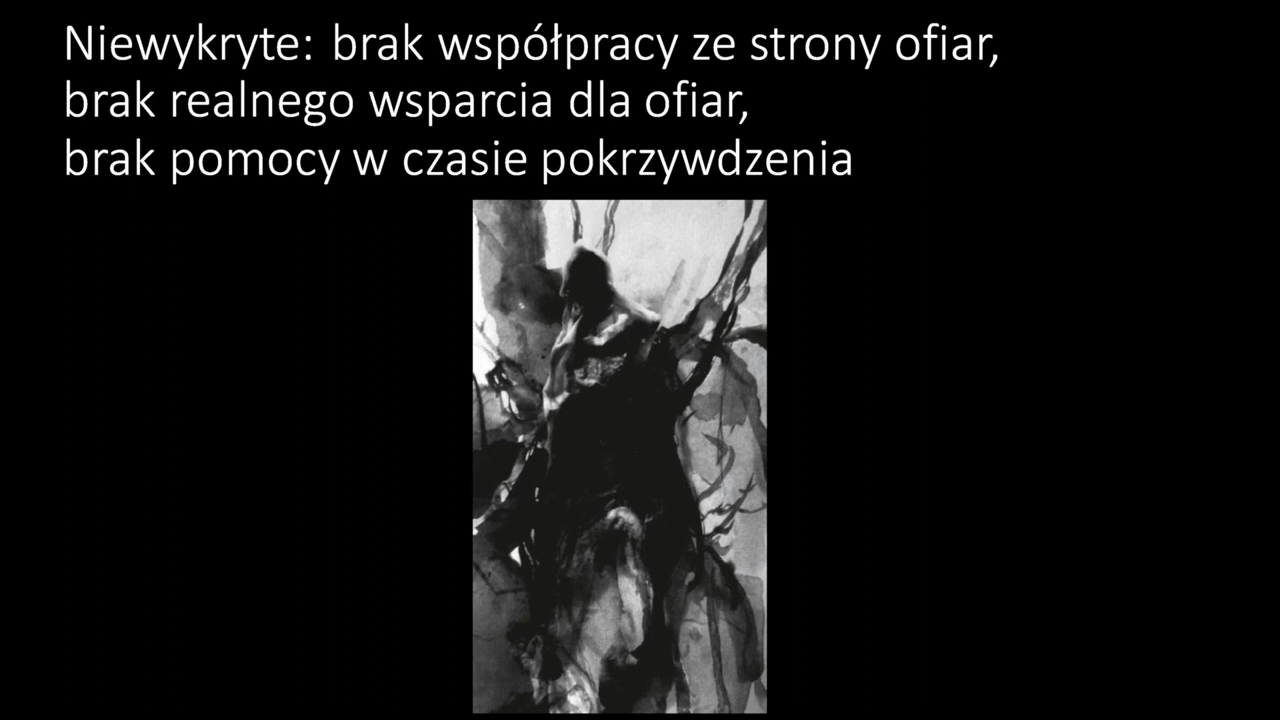 Niewykryte: brak współpracy ze strony ofiar,
brak realnego wsparcia dla ofiar,
brak pomocy w czasie pokrzywdzenia